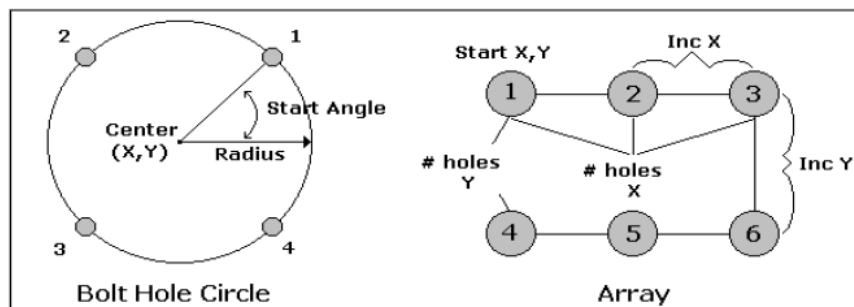 2
1
Start Angle
Center
(X,Y)
Radius
3
4
Bolt Hole Circle
Start X,Y
Inc X
1
2
3
# holes
Y
# holes
X
Inc Y
4
5
6
Array